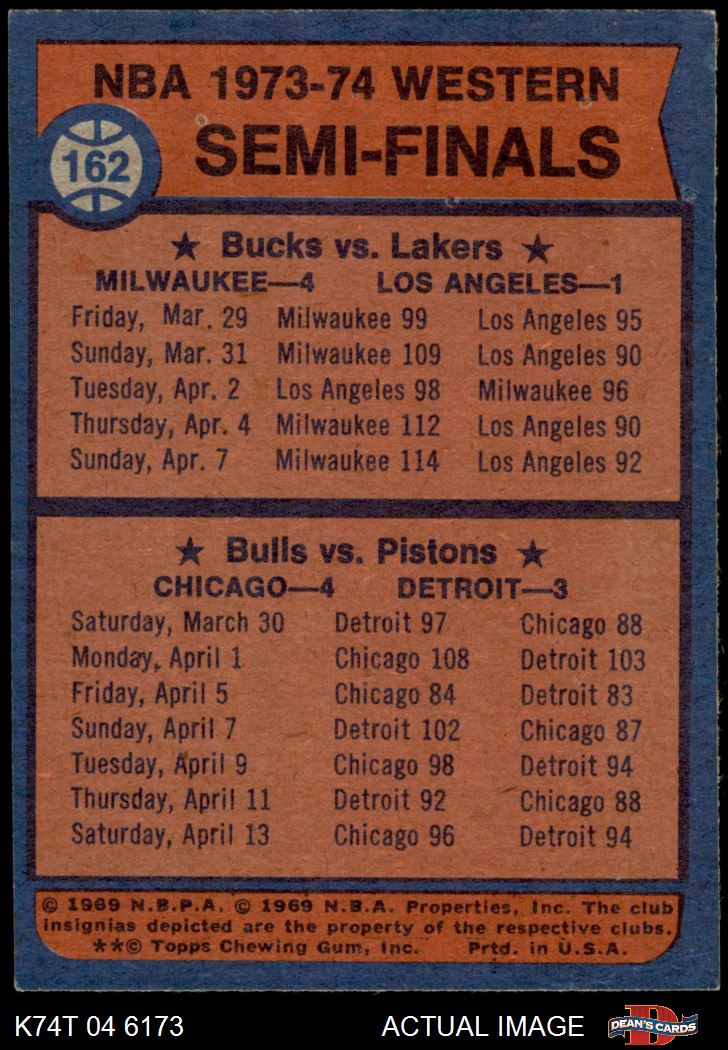 NBA 1973-74 WESTERN
SEMI-FINALS
162
★ Bucks vs. Lakers ★
MILWAUKEE—4 LOS ANGELES—1
Friday, Mar. 29 Milwaukee 99 Los Angeles 95
Sunday, Mar. 31 Milwaukee 109 Los Angeles 90
Tuesday, Apr. 2 Los Angeles 98 Milwaukee 96
Thursday, Apr. 4 Milwaukee 112 Los Angeles 90
Sunday, Apr. 7 Milwaukee 114 Los Angeles 92
★ Bulls vs. Pistons ★
CHICAGO—4 DETROIT—3
Saturday, March 30 Detroit 97 Chicago 88
Monday, April 1 Chicago 108 Detroit 103
Friday, April 5 Chicago 84 Detroit 83
Sunday, April 7 Detroit 102 Chicago 87
Tuesday, April 9 Chicago 98 Detroit 94
Thursday, April 11 Detroit 92 Chicago 88
Saturday, April 13 Chicago 96 Detroit 94
© 1969 N.B.P.A. © 1969 N.B.A. Properties, Inc. The club
insignias depicted are the property of the respective clubs.
**© Topps Chewing Gum, Inc. Prtd. in U.S.A.
K74T 04 6173 ACTUAL IMAGE DEAN'S CARDS